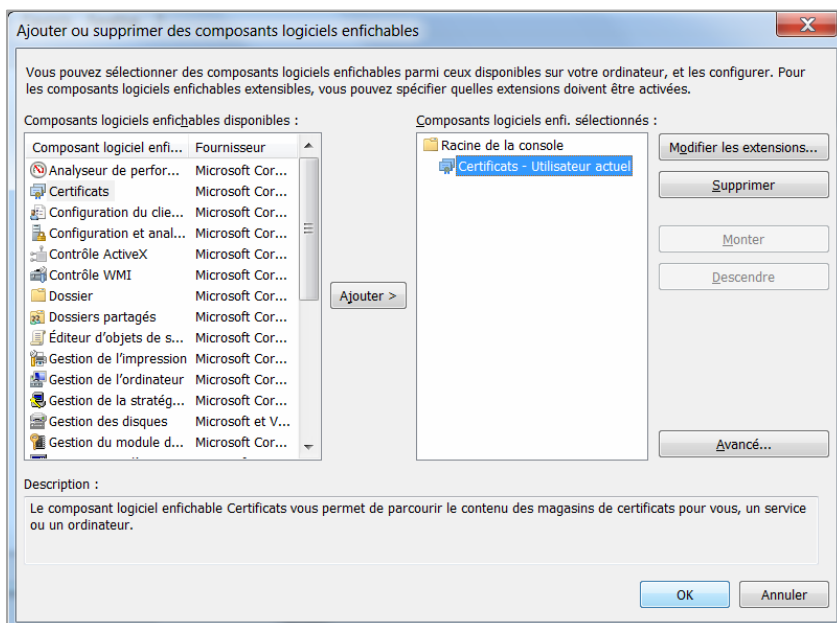 Ajouter ou supprimer des composants logiciels enfichables
Vous pouvez sélectionner des composants logiciels enfichables parmi ceux disponibles sur votre ordinateur, et les configurer. Pour
les composants logiciels enfichables extensibles, vous pouvez spécifier quelles extensions doivent être activées.
Composants logiciels enfichables disponibles :
Composant logiciel enfi... Fournisseur
Analyseur de perfor... Microsoft Cor...
Certificats Microsoft Cor...
Configuration du clie... Microsoft Cor...
Configuration et anal... Microsoft Cor...
Contrôle ActiveX Microsoft Cor...
Contrôle WMI Microsoft Cor...
Dossier Microsoft Cor...
Dossiers partagés Microsoft Cor...
Éditeur d'objets de s... Microsoft Cor...
Gestion de l'impression Microsoft Cor...
Gestion de l'ordinateur Microsoft Cor...
Gestion de la stratég... Microsoft Cor...
Gestion des disques Microsoft et V...
Gestion du module d... Microsoft Cor...
Ajouter >
Composants logiciels enfi. sélectionnés :
Racine de la console
Certificats - Utilisateur actuel
Modifier les extensions...
Supprimer
Monter
Descendre
Avancé...
Description :
Le composant logiciel enfichable Certificats vous permet de parcourir le contenu des magasins de certificats pour vous, un service
ou un ordinateur.
OK
Annuler